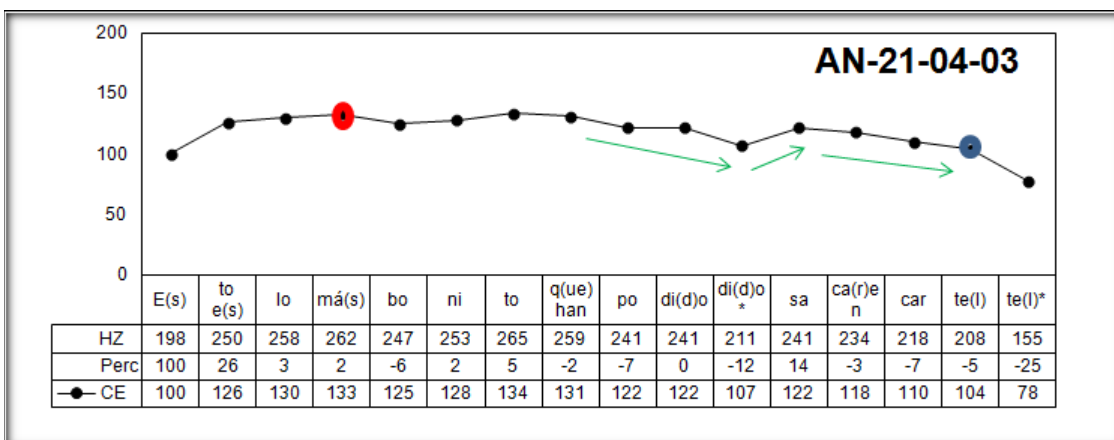 200
AN-21-04-03
150
100
50
0
E(s) to e(s) lo má(s) bo ni to q(ue) han po di(d)o di(d)o * sa ca(r)e n car te(l) te(l)*
HZ 198 250 258 262 247 253 265 259 241 241 211 241 234 218 208 155
Perc 100 26 3 2 -6 2 5 -2 -7 0 -12 14 -3 -7 -5 -25
CE 100 126 130 133 125 128 134 131 122 122 107 122 118 110 104 78